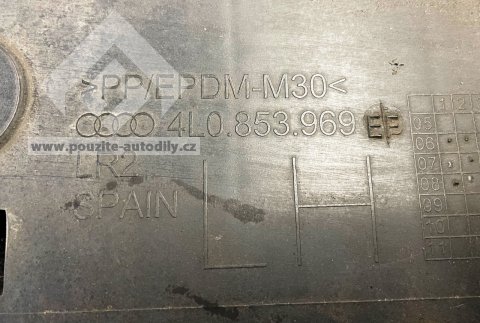 >PP/EPDM-M30<
4L0.853.969 E
www.pouzite-autodily.cz
LR2
SPAIN
LH
1 2
05
06
07
08
09
10
11